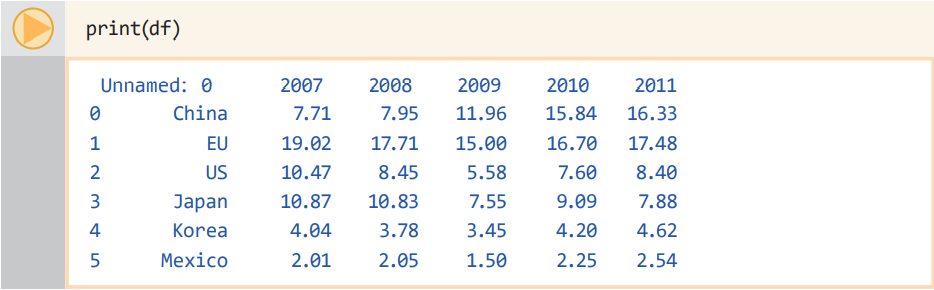 print(df)
Unnamed: 0 2007 2008 2009 2010 2011
0 China 7.71 7.95 11.96 15.84 16.33
1 EU 19.02 17.71 15.00 16.70 17.48
2 US 10.47 8.45 5.58 7.60 8.40
3 Japan 10.87 10.83 7.55 9.09 7.88
4 Korea 4.04 3.78 3.45 4.20 4.62
5 Mexico 2.01 2.05 1.50 2.25 2.54